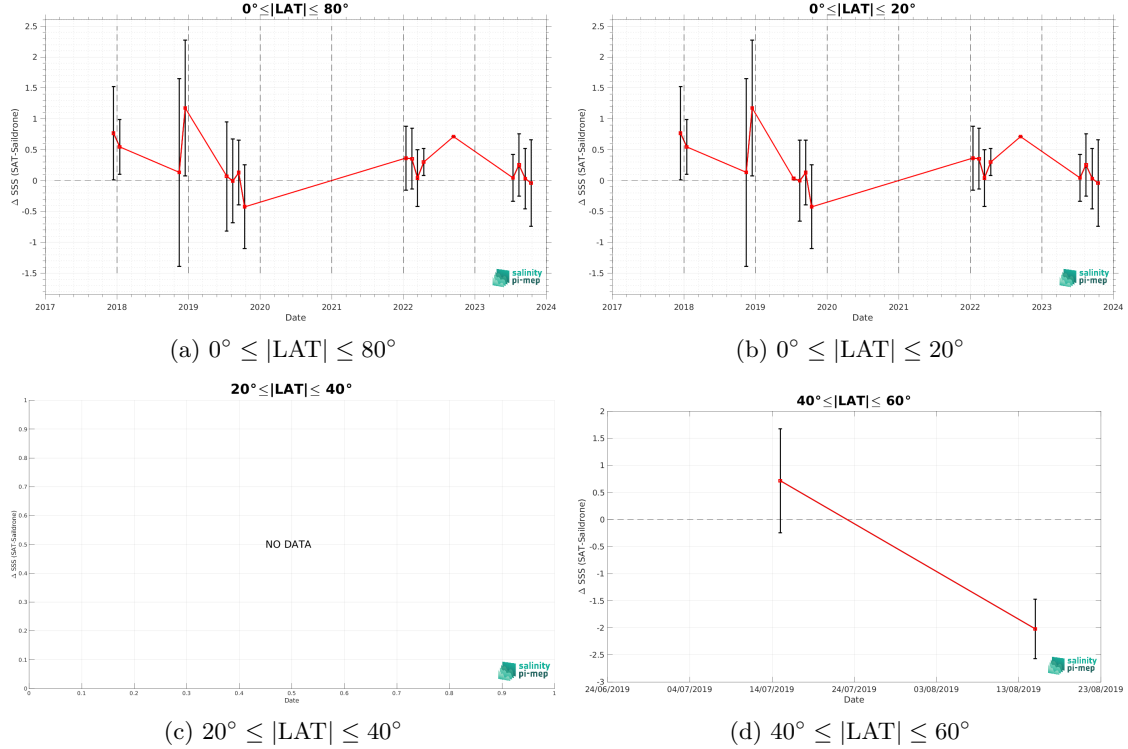 0°≤|LAT|≤ 80°
Δ SSS (SAT-Saildrone)
2.5
2
1.5
1
0.5
0
-0.5
-1
-1.5
2017 2018 2019 2020 2021 2022 2023 2024
Date
salinity
pi-mep
(a) 0° ≤ |LAT| ≤ 80°
0°≤|LAT|≤ 20°
Δ SSS (SAT-Saildrone)
2.5
2
1.5
1
0.5
0
-0.5
-1
-1.5
2017 2018 2019 2020 2021 2022 2023 2024
Date
salinity
pi-mep
(b) 0° ≤ |LAT| ≤ 20°
20°≤|LAT|≤ 40°
Δ SSS (SAT-Saildrone)
1
0.9
0.8
0.7
0.6
0.5
0.4
0.3
0.2
0.1
0
NO DATA
0 0.1 0.2 0.3 0.4 0.5 0.6 0.7 0.8 0.9 1
Date
salinity
pi-mep
(c) 20° ≤ |LAT| ≤ 40°
40°≤|LAT|≤ 60°
Δ SSS (SAT-Saildrone)
2
1.5
1
0.5
0
-0.5
-1
-1.5
-2
-2.5
-3
24/06/2019 04/07/2019 14/07/2019 24/07/2019 03/08/2019 13/08/2019 23/08/2019
Date
salinity
pi-mep
(d) 40° ≤ |LAT| ≤ 60°